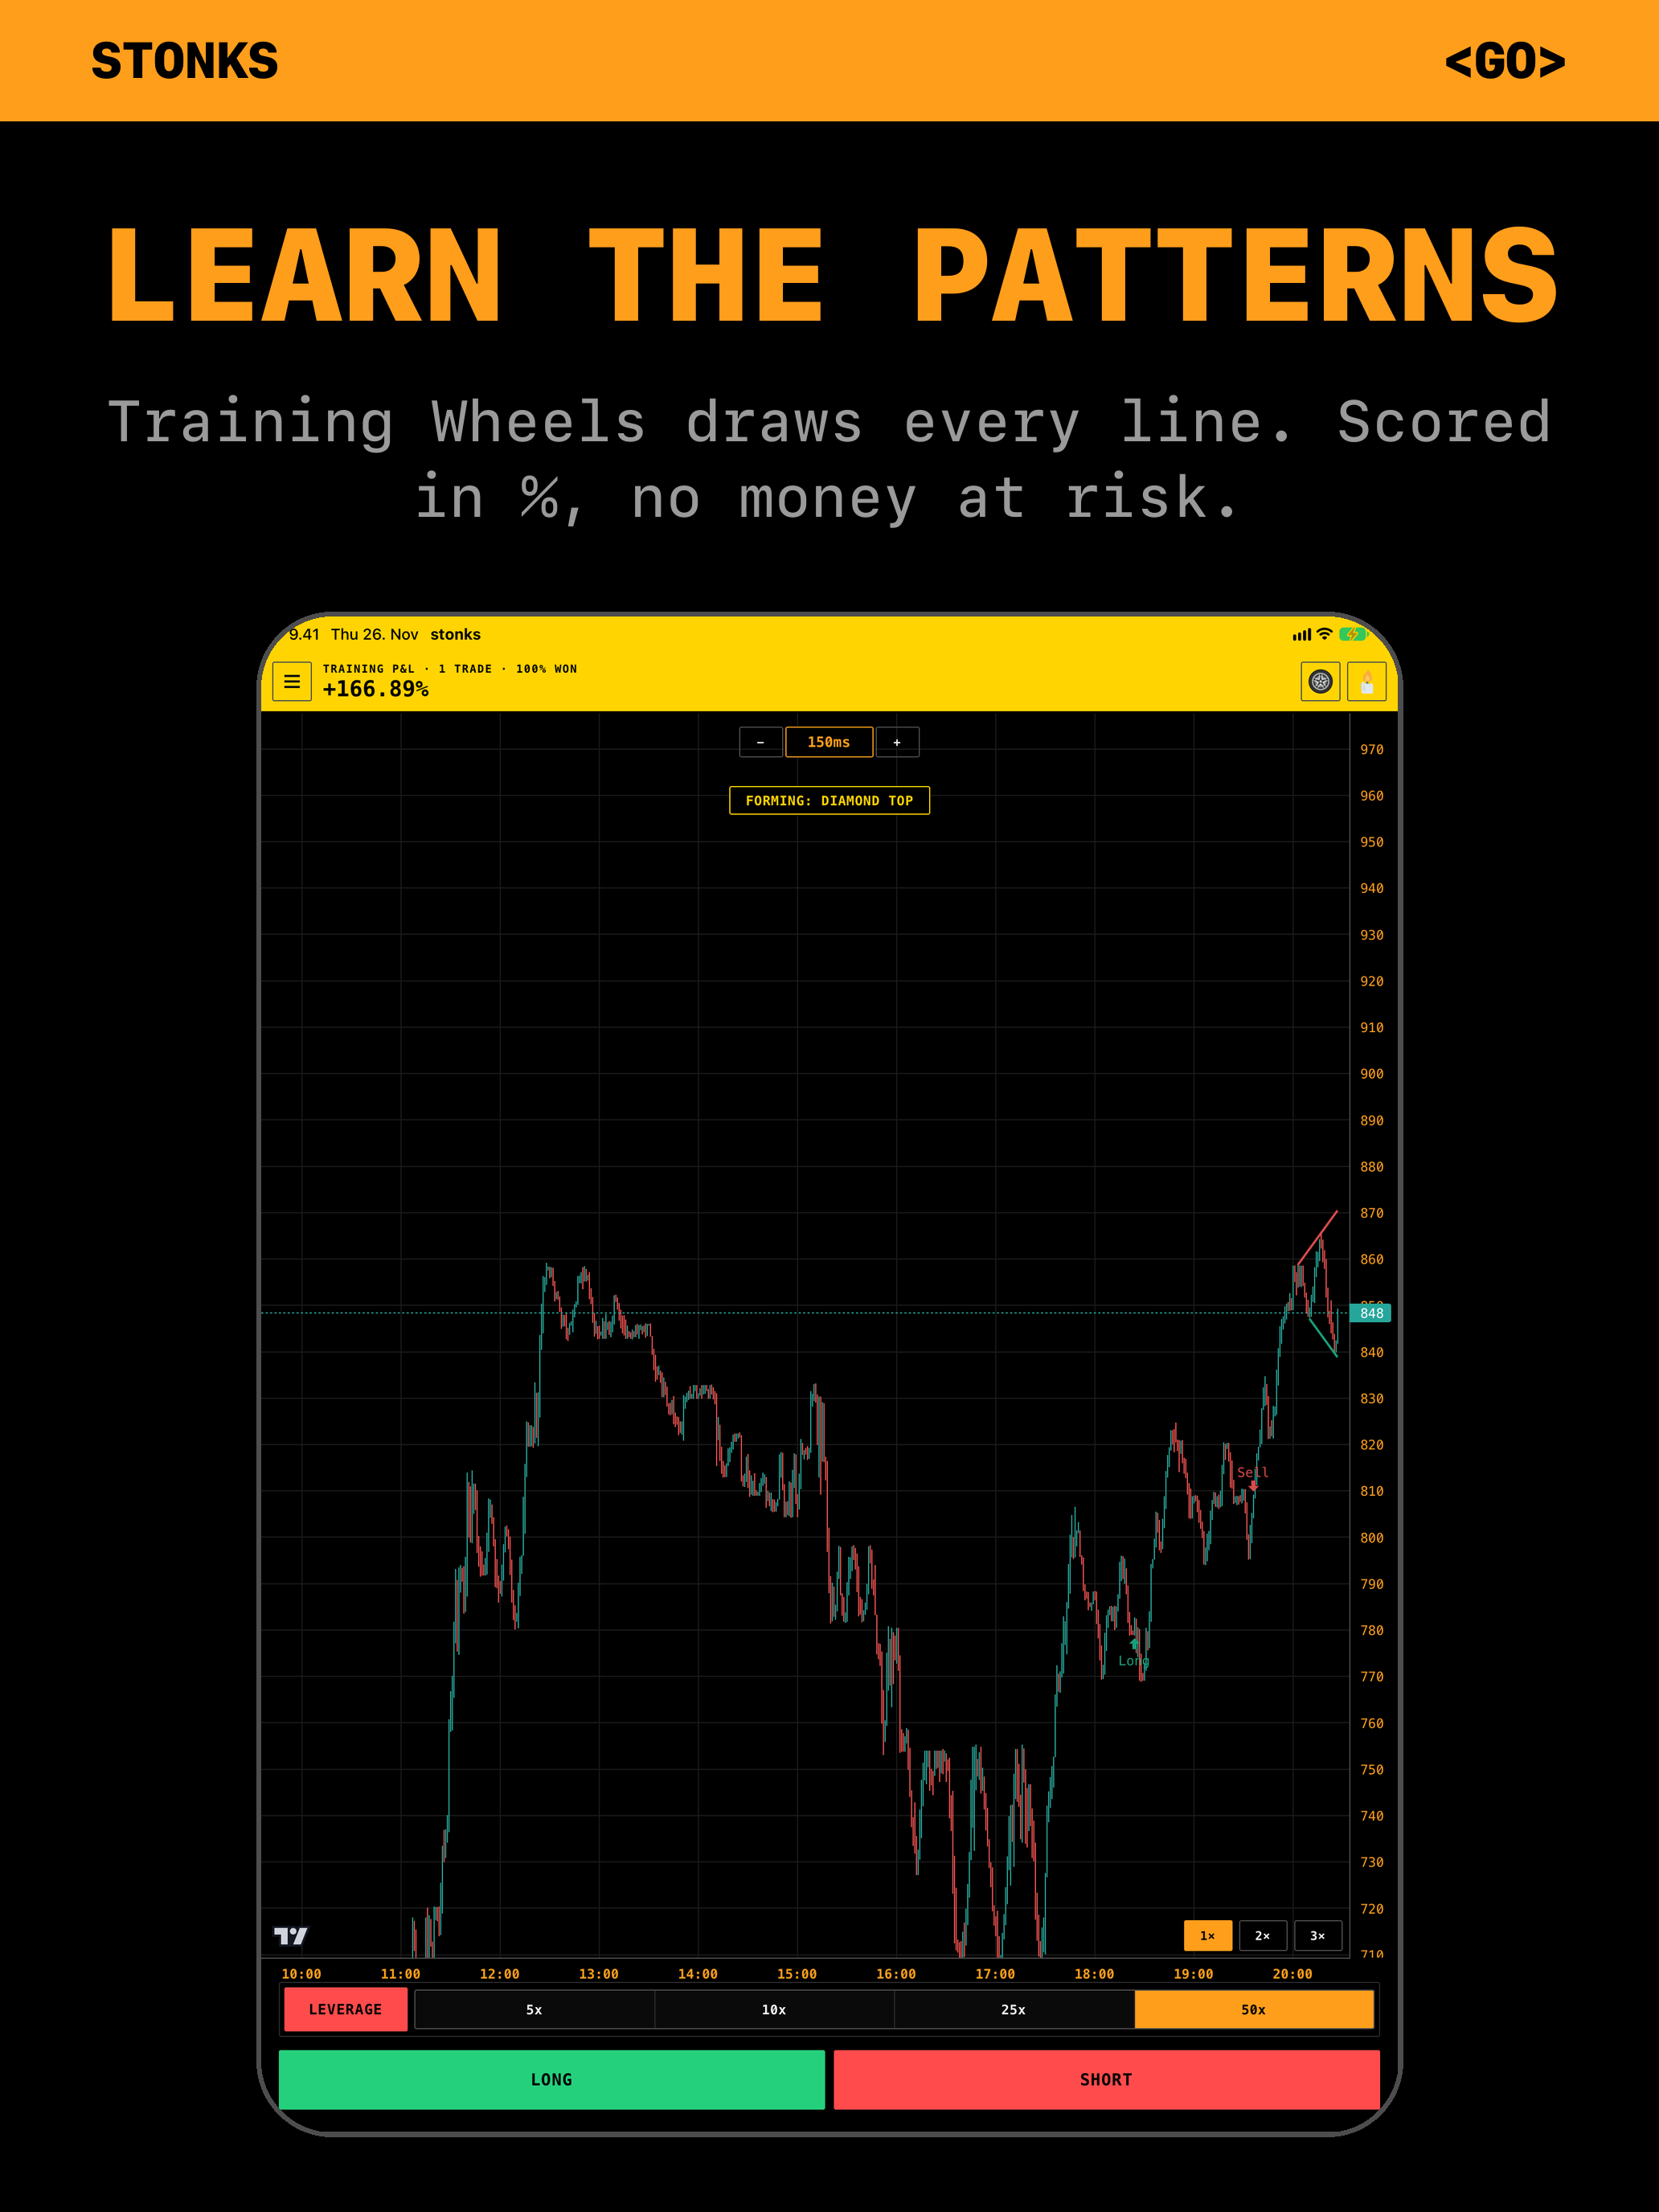 STONKS
<GO>
LEARN THE PATTERNS
Training Wheels draws every line. Scored
in %, no money at risk.
9.41 Thu 26. Nov stonks
TRAINING P&L · 1 TRADE · 100% WON
+166.89%
− 150ms +
FORMING: DIAMOND TOP
970
960
950
940
930
920
910
900
890
880
870
860
850
848
840
830
820
Sell
810
800
790
780
Long
770
760
750
740
730
720
1× 2× 3×
710
10:00 11:00 12:00 13:00 14:00 15:00 16:00 17:00 18:00 19:00 20:00
LEVERAGE 5x 10x 25x 50x
LONG SHORT